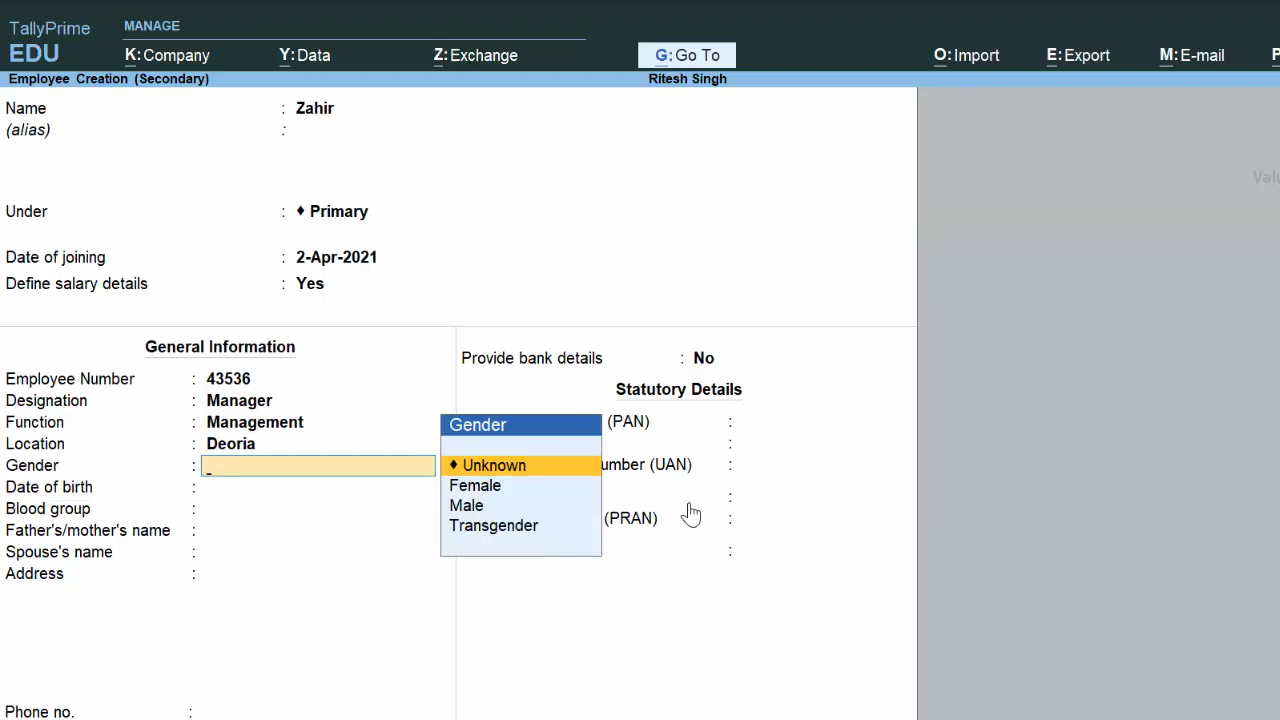 TallyPrime
EDU
MANAGE
K:Company
Y:Data
Z:Exchange
G:Go To
O:Import
E:Export
M:E-mail
P
Employee Creation (Secondary)
Ritesh Singh
Name : Zahir
(alias) :
Under : ♦ Primary
Date of joining : 2-Apr-2021
Define salary details : Yes
General Information
Employee Number : 43536
Designation : Manager
Function : Management
Location : Deoria
Gender :
Date of birth :
Blood group :
Father's/mother's name :
Spouse's name :
Address :
Phone no. :
Provide bank details : No
Statutory Details
(PAN) :
:
umber (UAN) :
:
(PRAN) :
:
Gender
♦ Unknown
Female
Male
Transgender
Valu